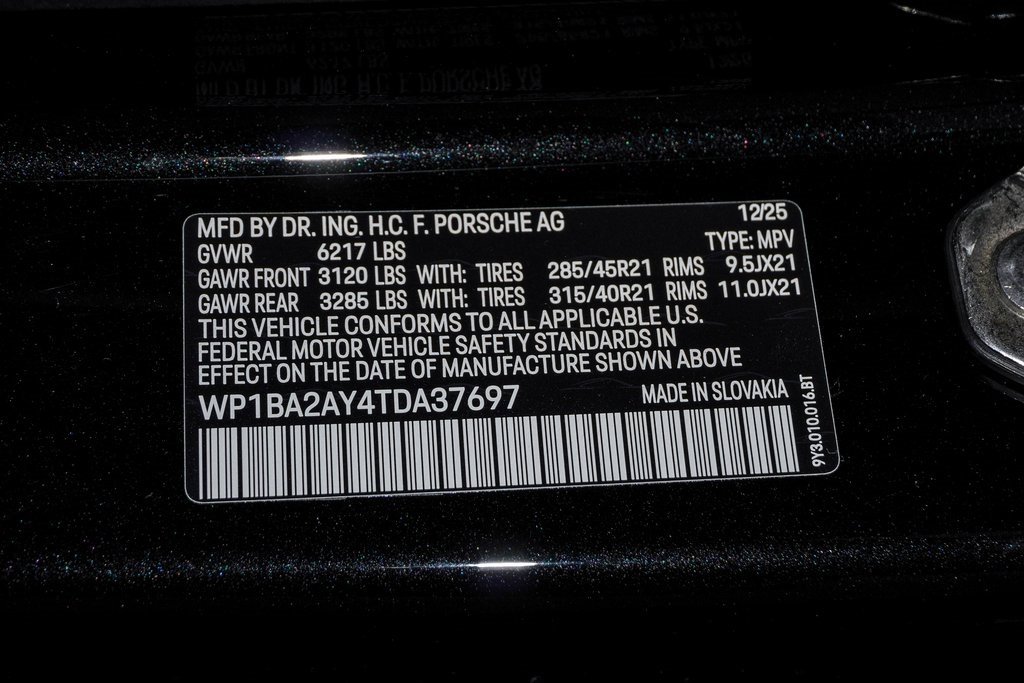 MFD BY DR. ING. H.C. F. PORSCHE AG 12/25
GVWR 6217 LBS TYPE: MPV
GAWR FRONT 3120 LBS WITH: TIRES 285/45R21 RIMS 9.5JX21
GAWR REAR 3285 LBS WITH: TIRES 315/40R21 RIMS 11.0JX21
THIS VEHICLE CONFORMS TO ALL APPLICABLE U.S.
FEDERAL MOTOR VEHICLE SAFETY STANDARDS IN
EFFECT ON THE DATE OF MANUFACTURE SHOWN ABOVE
WP1BA2AY4TDA37697 MADE IN SLOVAKIA
9Y3.010.016.BT